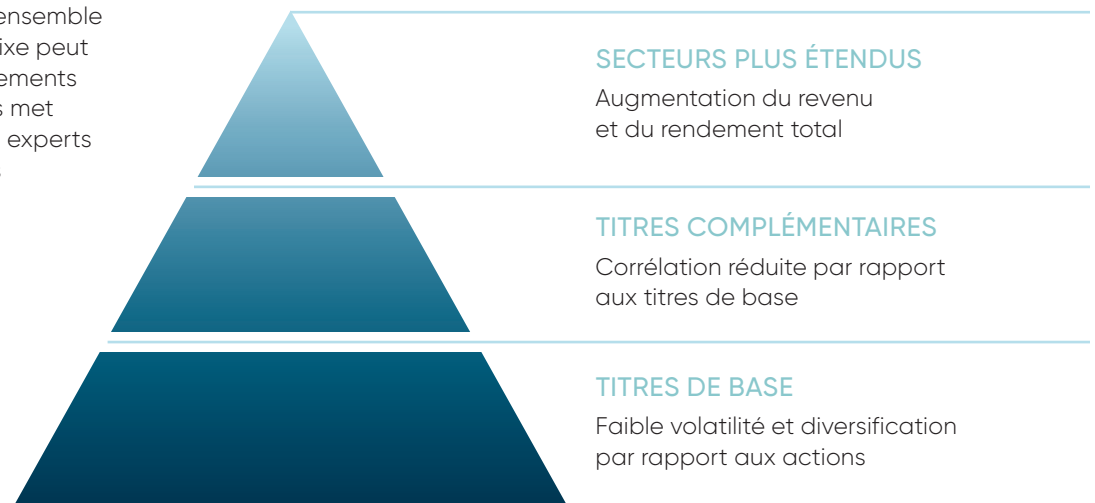 ensemble
ixe peut
ements
s met
experts
SECTEURS PLUS ÉTENDUS
Augmentation du revenu
et du rendement total
TITRES COMPLÉMENTAIRES
Corrélation réduite par rapport
aux titres de base
TITRES DE BASE
Faible volatilité et diversification
par rapport aux actions